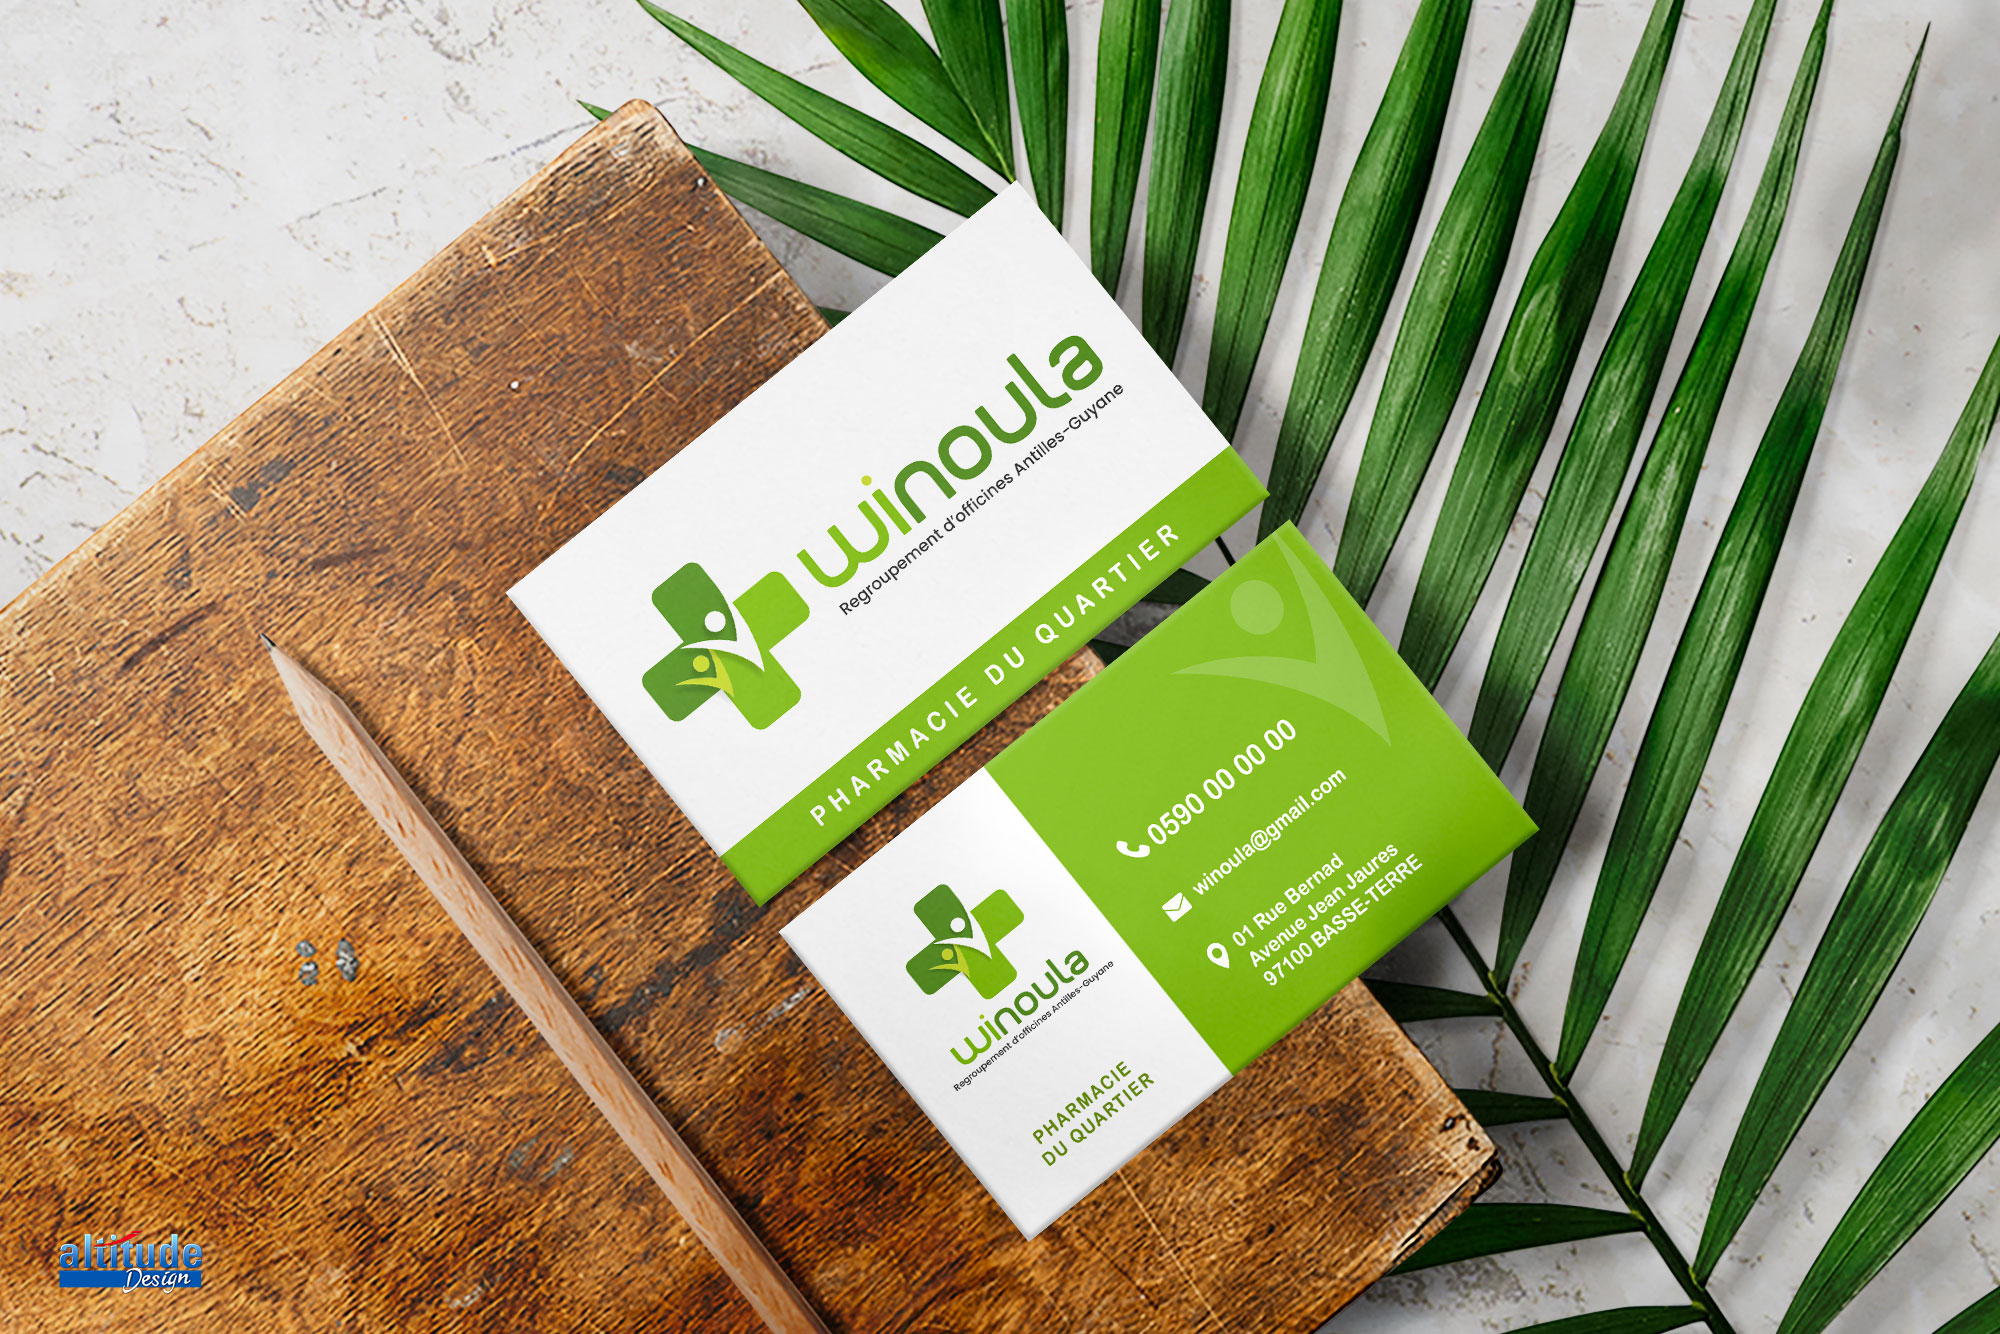 winoula
Regroupement d'officines Antilles-Guyane
PHARMACIE DU QUARTIER
0590 00 00 00
winoula@gmail.com
01 Rue Bernad
Avenue Jean Jaures
97100 BASSE-TERRE
winoula
Regroupement d'officines Antilles-Guyane
PHARMACIE
DU QUARTIER
altitude
Design